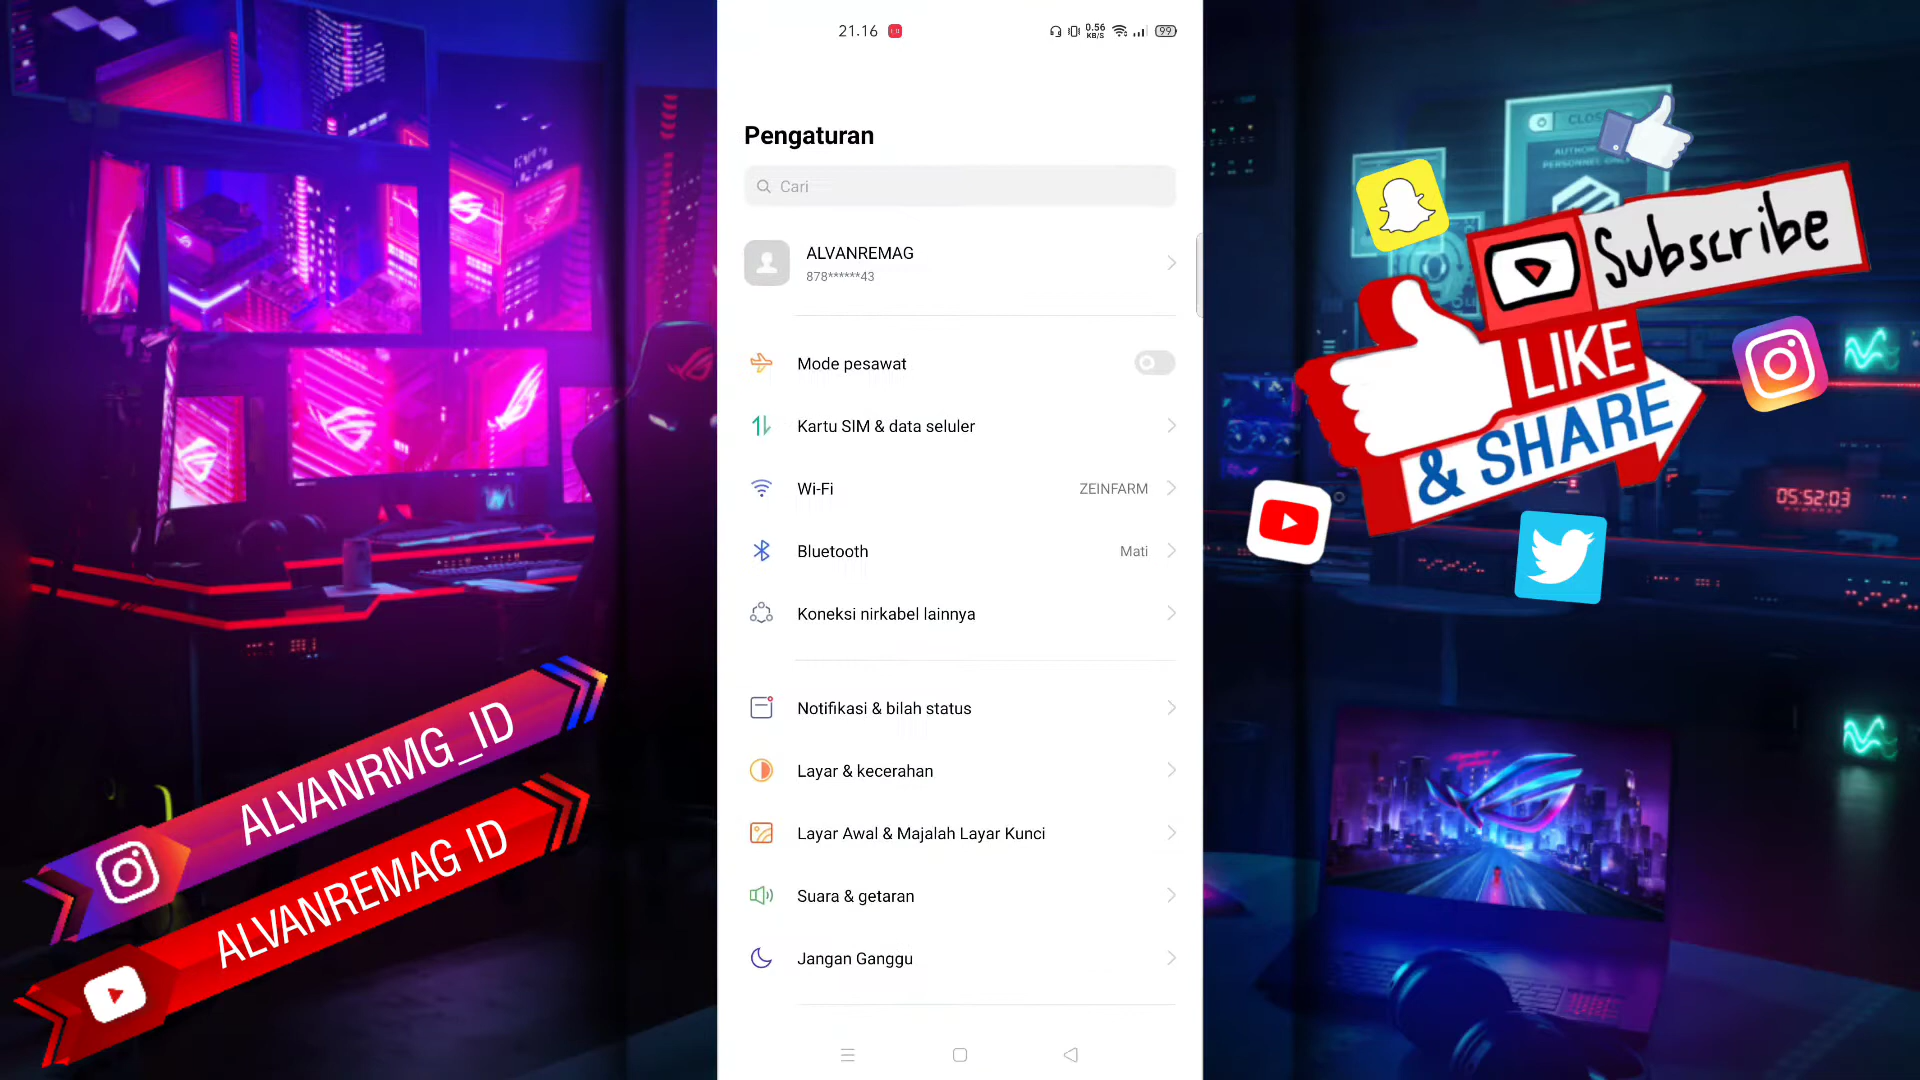 21.16
0.56
KB/S
99
Pengaturan
Cari
ALVANREMAG
878******43
Mode pesawat
Kartu SIM & data seluler
Wi-Fi
ZEINFARM
Bluetooth
Mati
Koneksi nirkabel lainnya
Notifikasi & bilah status
Layar & kecerahan
Layar Awal & Majalah Layar Kunci
Suara & getaran
Jangan Ganggu
ALVANRMG_ID
ALVANREMAG ID
Subscribe
LIKE
& SHARE
05:52:03